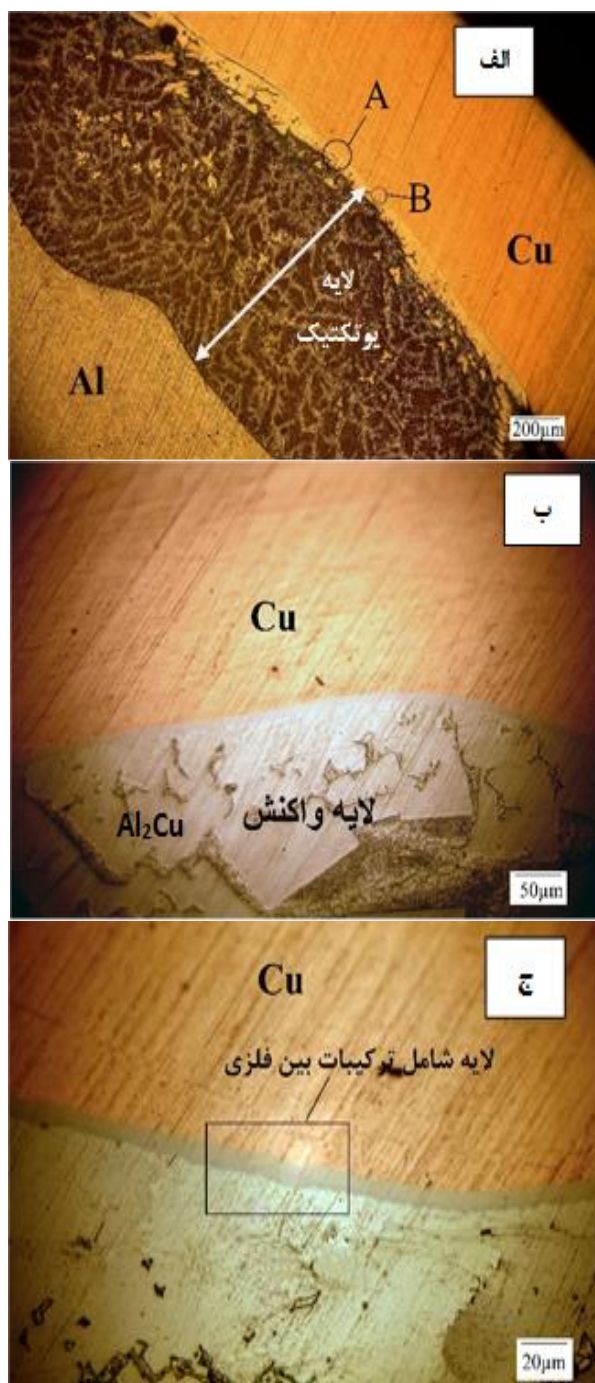 الف
A
B
Cu
لایه
یوتکتیک
Al
200µm
ب
Cu
لایه واکنش
Al₂Cu
50µm
ج
Cu
لایه شامل ترکیبات بین فلزی
20µm